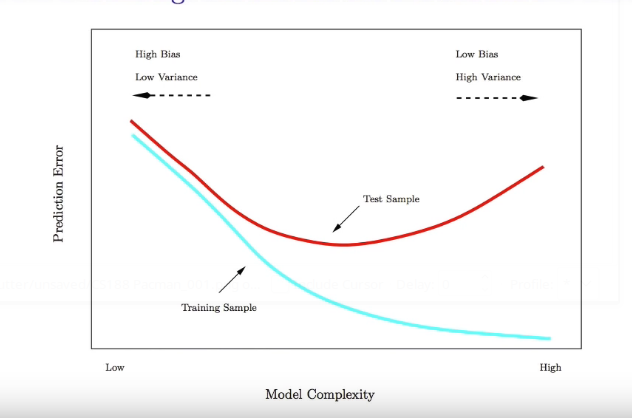 High Bias
Low Variance
Low Bias
High Variance
Prediction Error
Test Sample
Training Sample
Low
High
Model Complexity